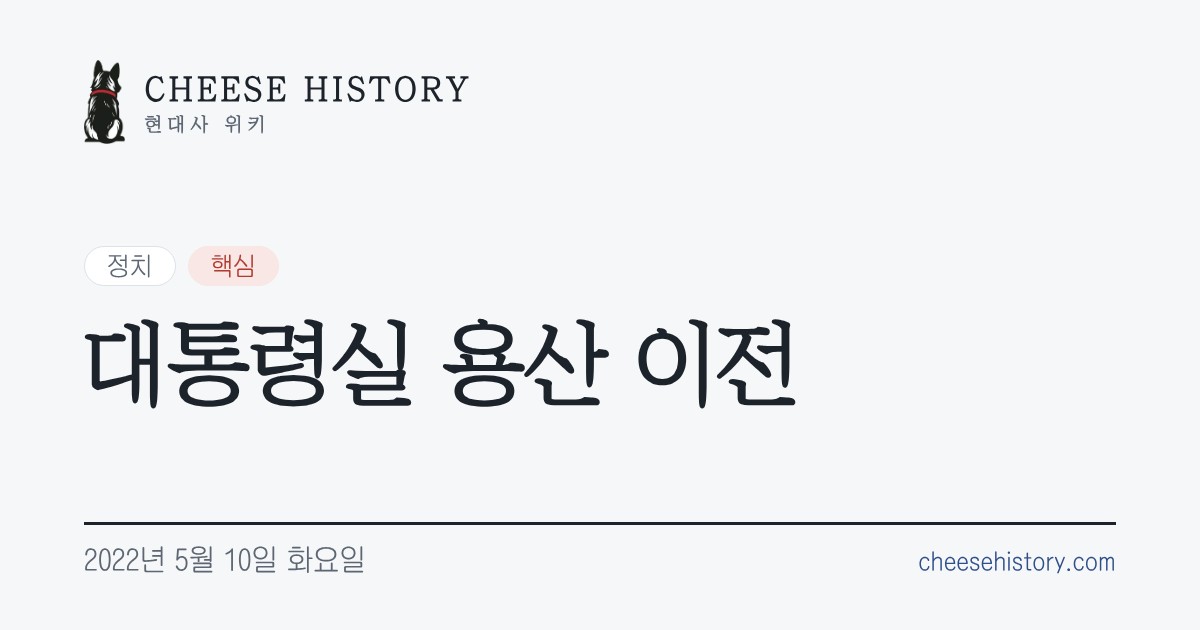 CHEESE HISTORY
현대사 위키
정치 핵심
대통령실 용산 이전
2022년 5월 10일 화요일
cheesehistory.com